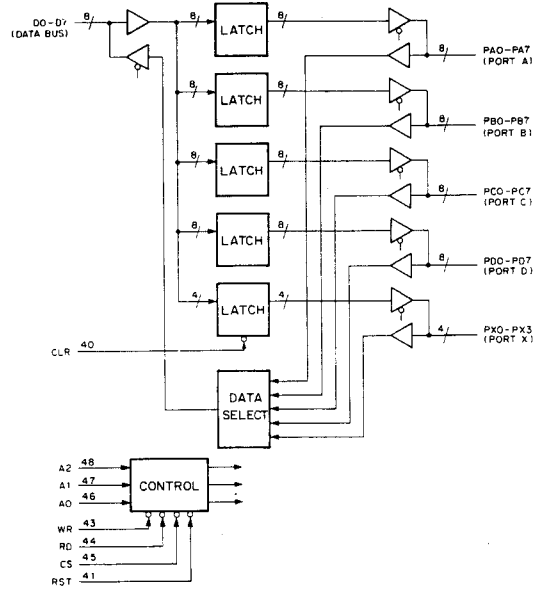 DO-D7 8
(DATA BUS)
8 LATCH 8
8 PA0-PA7
(PORT A)
8 LATCH 8
8 PB0-PB7
(PORT B)
8 LATCH 8
8 PC0-PC7
(PORT C)
8 LATCH 8
8 PD0-PD7
(PORT D)
4 LATCH 4
4 PX0-PX3
(PORT X)
CLR 40
DATA
SELECT
A2 48
A1 47
CONTROL
A0 46
WR 43
RD 44
CS 45
RST 41